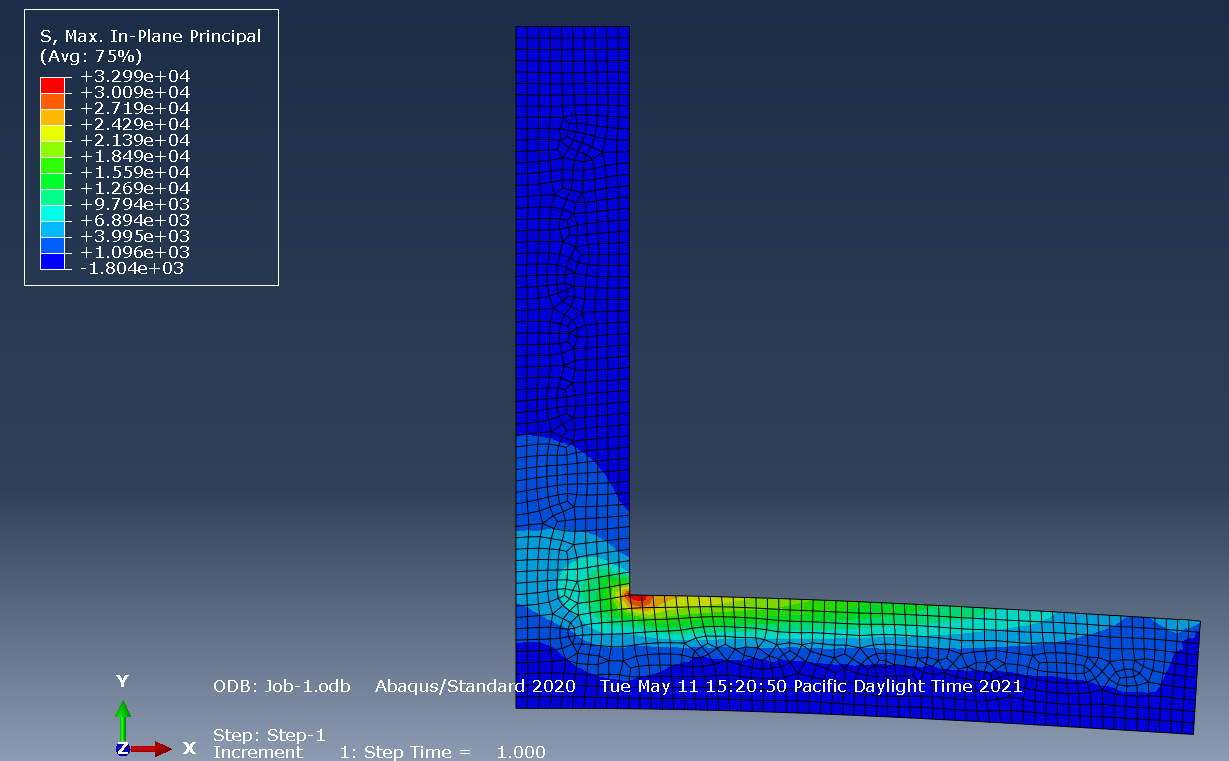 S, Max. In-Plane Principal
(Avg: 75%)
+3.299e+04
+3.009e+04
+2.719e+04
+2.429e+04
+2.139e+04
+1.849e+04
+1.559e+04
+1.269e+04
+9.794e+03
+6.894e+03
+3.995e+03
+1.096e+03
-1.804e+03
Y
Z
X
ODB: Job-1.odb Abaqus/Standard 2020 Tue May 11 15:20:50 Pacific Daylight Time 2021
Step: Step-1
Increment 1: Step Time = 1.000